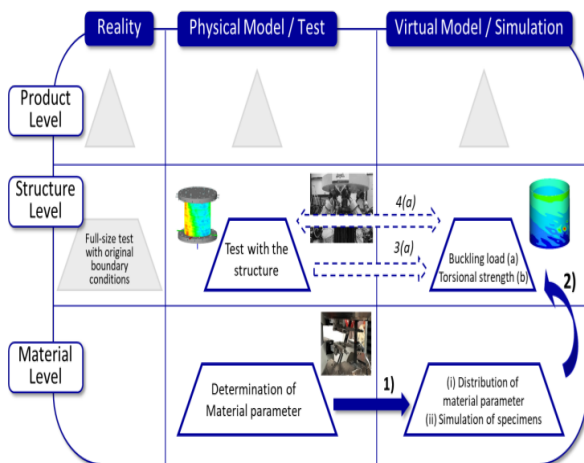 Reality
Physical Model / Test
Virtual Model / Simulation
Product
Level
Structure
Level
4(a)
Full-size test
with original
boundary
conditions
Test with the
structure
3(a)
Buckling load (a)
Torsional strength (b)
2)
Material
Level
Determination of
Material parameter
1)
(i) Distribution of
material parameter
(ii) Simulation of specimens